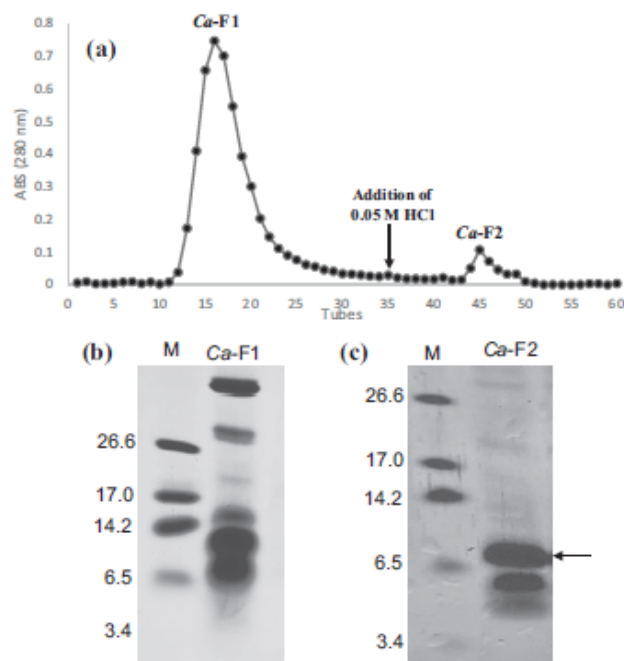 (a)
Ca-F1
0.8
0.7
0.6
0.5
0.4
0.3
0.2
0.1
0
ABS (280 nm)
Addition of
0.05 M HCl
Ca-F2
0 5 10 15 20 25 30 35 40 45 50 55 60
Tubes
(b) M Ca-F1
26.6
17.0
14.2
6.5
3.4
(c) M Ca-F2
26.6
17.0
14.2
6.5
3.4